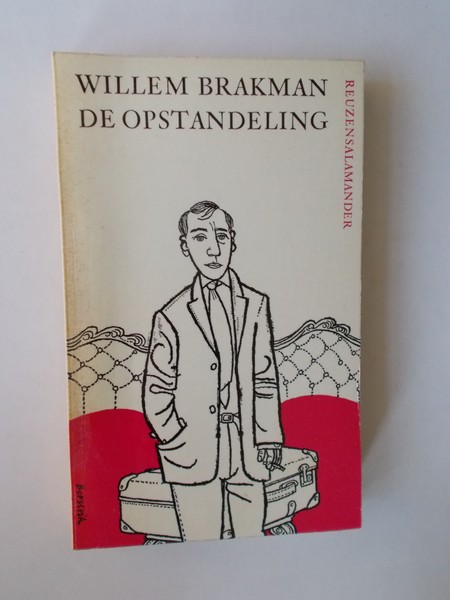 WILLEM BRAKMAN
DE OPSTANDELING
REUZENSALAMANDER